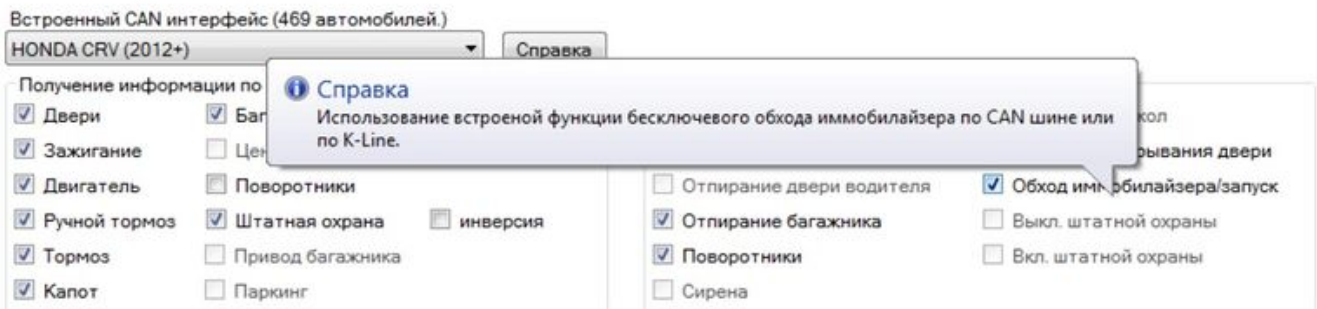 Встроенный CAN интерфейс (469 автомобилей.)
HONDA CRV (2012+) Справка
Получение информации по
Справка
Использование встроеной функции бесключевого обхода иммобилайзера по CAN шине или
по K-Line.
Двери
Зажигание
Двигатель Поворотники Отпирание двери водителя Обход иммобилайзера/запуск
Ручной тормоз Штатная охрана инверсия Отпирание багажника Выкл. штатной охраны
Тормоз Привод багажника Поворотники Вкл. штатной охраны
Капот Паркинг Сирена
двери